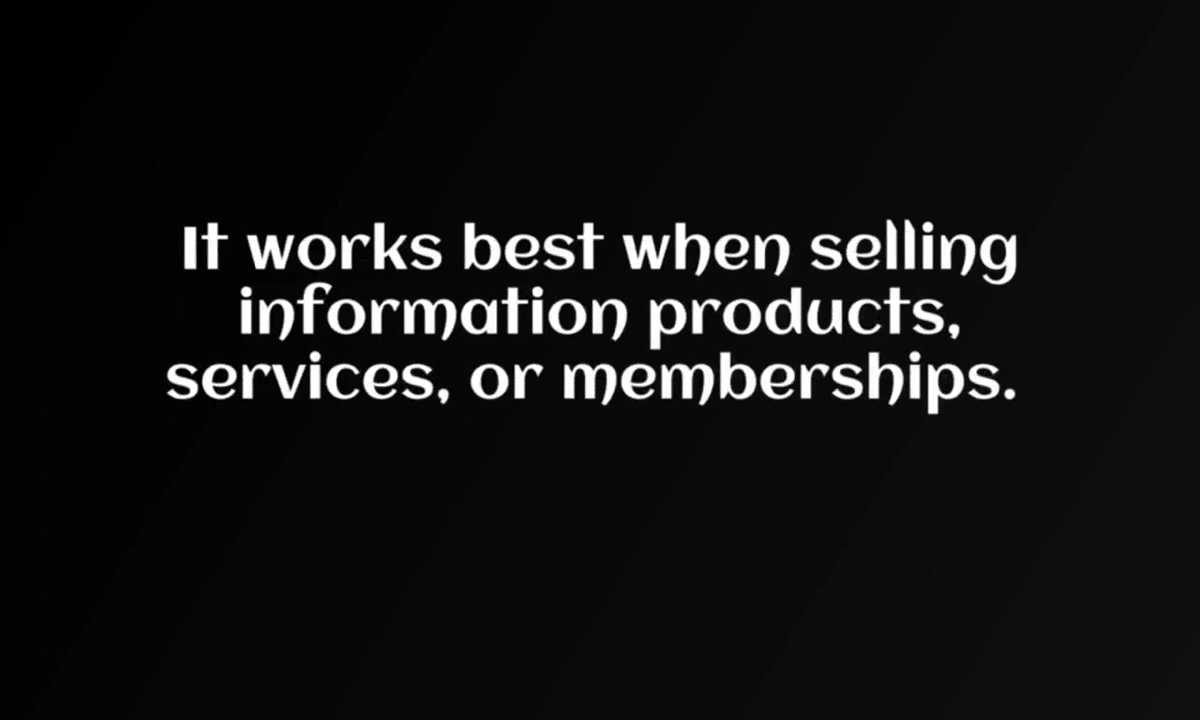 It works best when selling
information products,
services, or memberships.